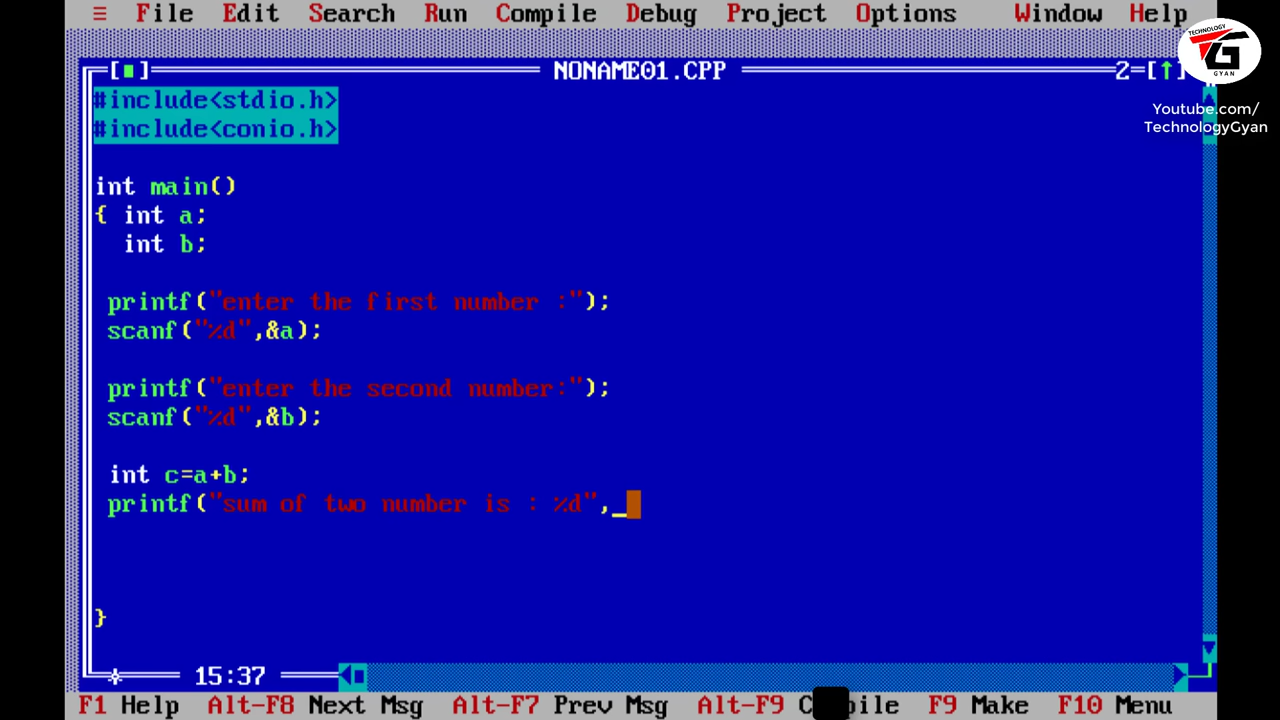 ≡ File Edit Search Run Compile Debug Project Options Window Help
TECHNOLOGY
GYAN
Youtube.com/
TechnologyGyan
[■] NONAME01.CPP 2=[↑]
#include<stdio.h>
#include<conio.h>
int main()
{ int a;
int b;
printf("enter the first number :");
scanf("%d",&a);
printf("enter the second number:");
scanf("%d",&b);
int c=a+b;
printf("sum of two number is : %d",_
}
15:37
F1 Help Alt-F8 Next Msg Alt-F7 Prev Msg Alt-F9 F9 Make F10 Menu